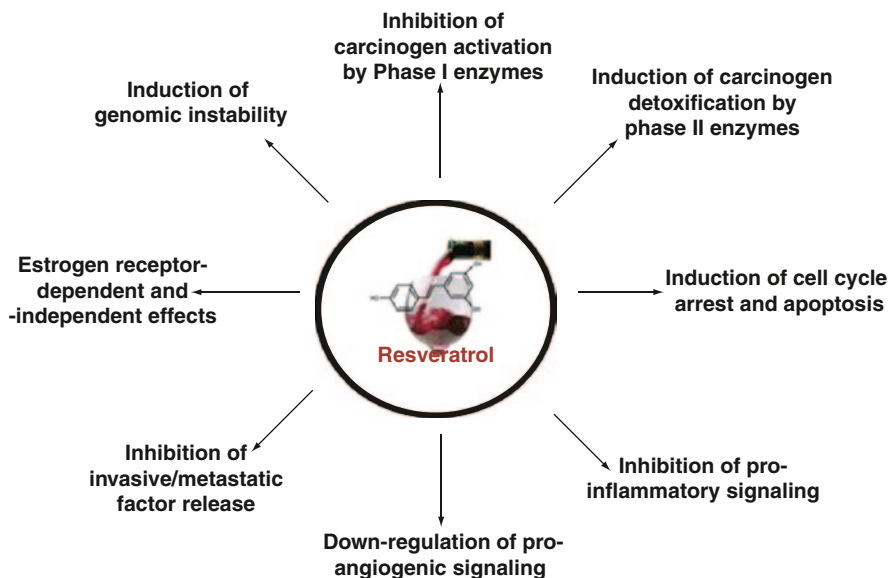 Inhibition of
carcinogen activation
by Phase I enzymes
Induction of carcinogen
detoxification by
phase II enzymes
Induction of cell cycle
arrest and apoptosis
Inhibition of pro-
inflammatory signaling
Down-regulation of pro-
angiogenic signaling
Inhibition of
invasive/metastatic
factor release
Estrogen receptor-
dependent and
-independent effects
Induction of
genomic instability
Resveratrol